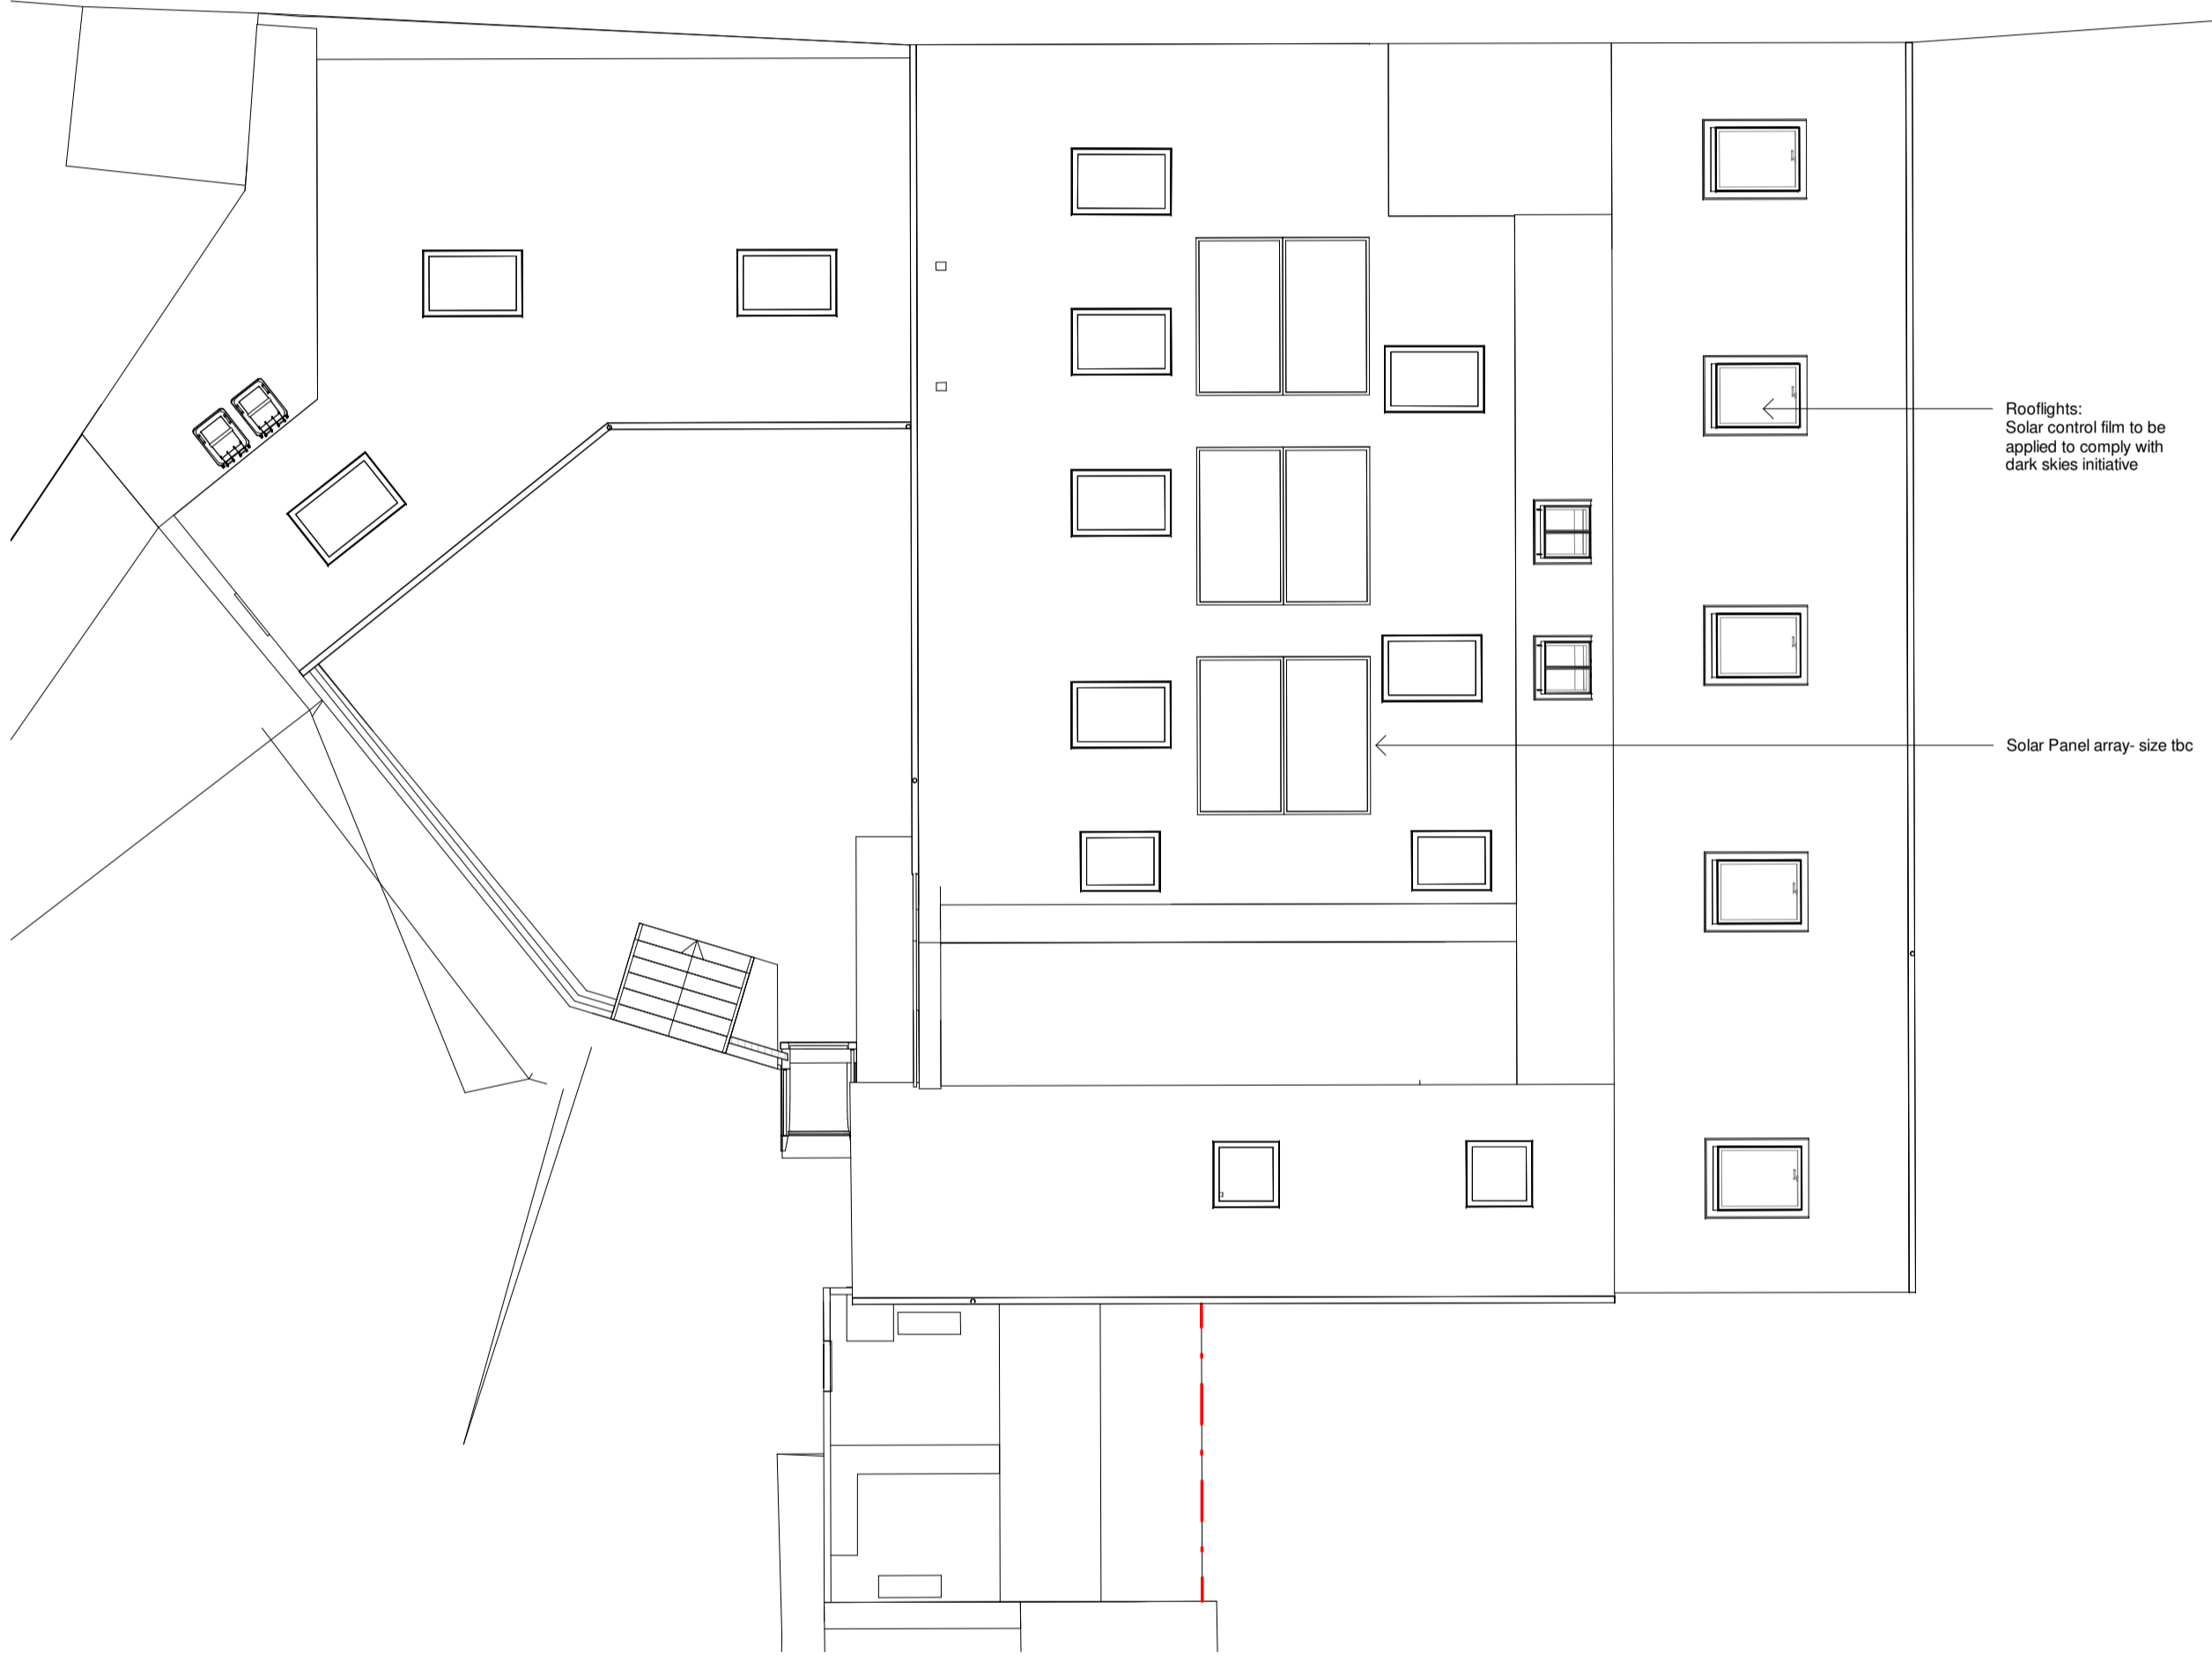 Rooflights:
Solar control film to be
applied to comply with
dark skies initiative
Solar Panel array- size tbc